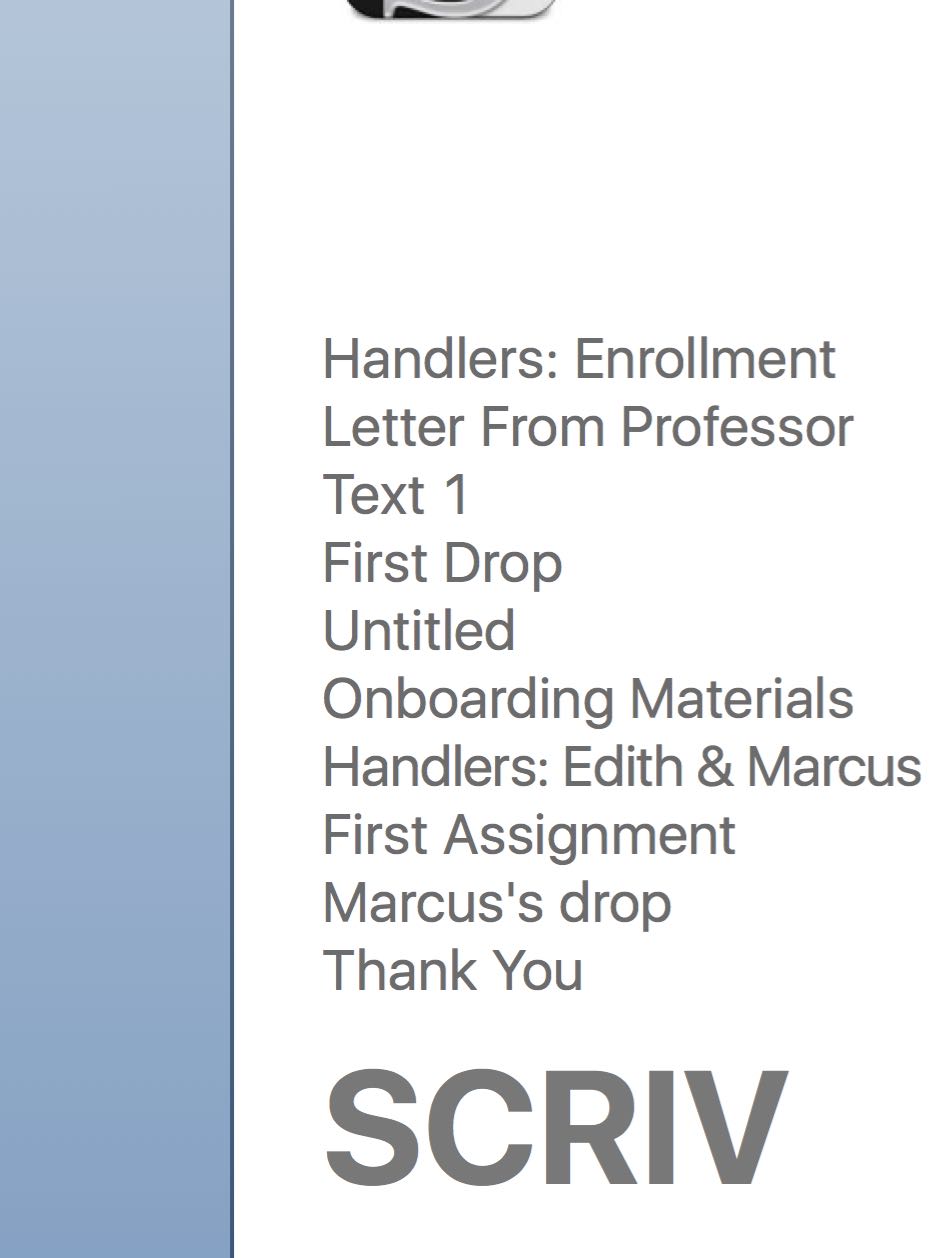 Handlers: Enrollment
Letter From Professor
Text 1
First Drop
Untitled
Onboarding Materials
Handlers: Edith & Marcus
First Assignment
Marcus's drop
Thank You
SCRIV